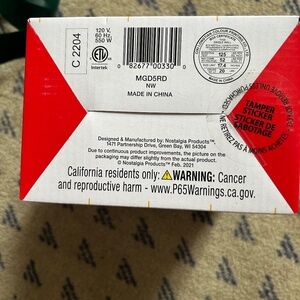 C 2204
120 V,
60 Hz,
550 W
Intertek
0 82677 00330 0
MGD5RD
NW
MADE IN CHINA
TAMPER
STICKER
STICKER DE
SABOTAGE
Designed & Manufactured by: Nostalgia Products™,
1471 Partnership Drive, Green Bay, WI 54304
Due to continuous product improvements, the picture on the
packaging may differ slightly from the actual product.
© Nostalgia Products™ Feb. 2021
California residents only: ⚠WARNING: Cancer
and reproductive harm - www.P65Warnings.ca.gov.